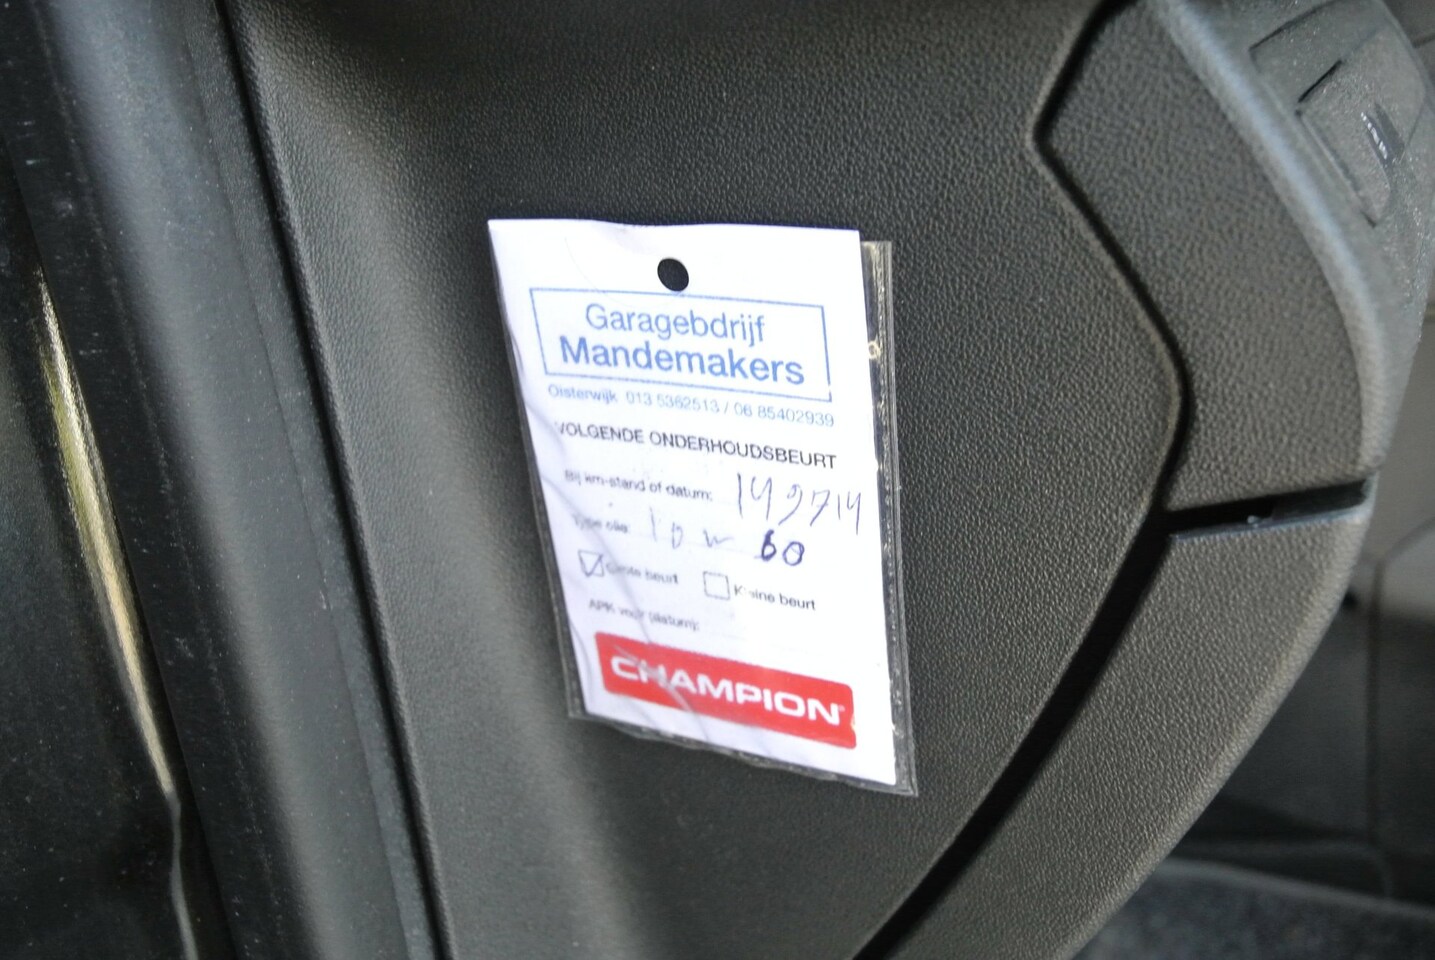 Garagebdrijf
Mandemakers
Oisterwijk 013 5362513 / 06 85402939
VOLGENDE ONDERHOUDSBEURT
Bij km-stand of datum: 149714
Type olie: 10 w 60
Grote beurt Kleine beurt
APK voor (datum):
CHAMPION